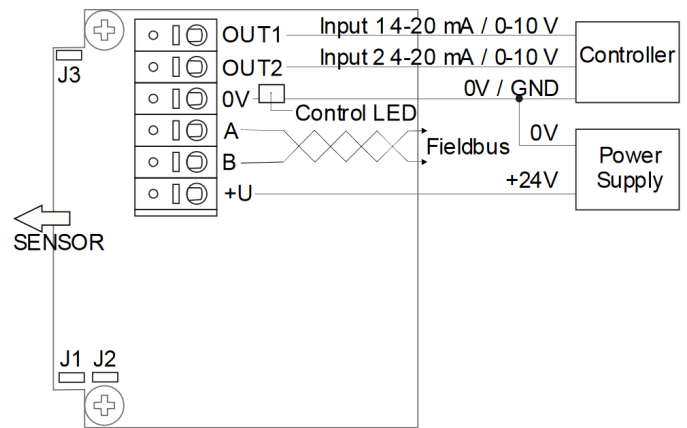 OUT1 Input 1 4-20 mA / 0-10 V
OUT2 Input 2 4-20 mA / 0-10 V
Controller
J3
0V 0V / GND
Control LED
A
Fieldbus
0V
B
Power
Supply
+U +24V
SENSOR
J1 J2